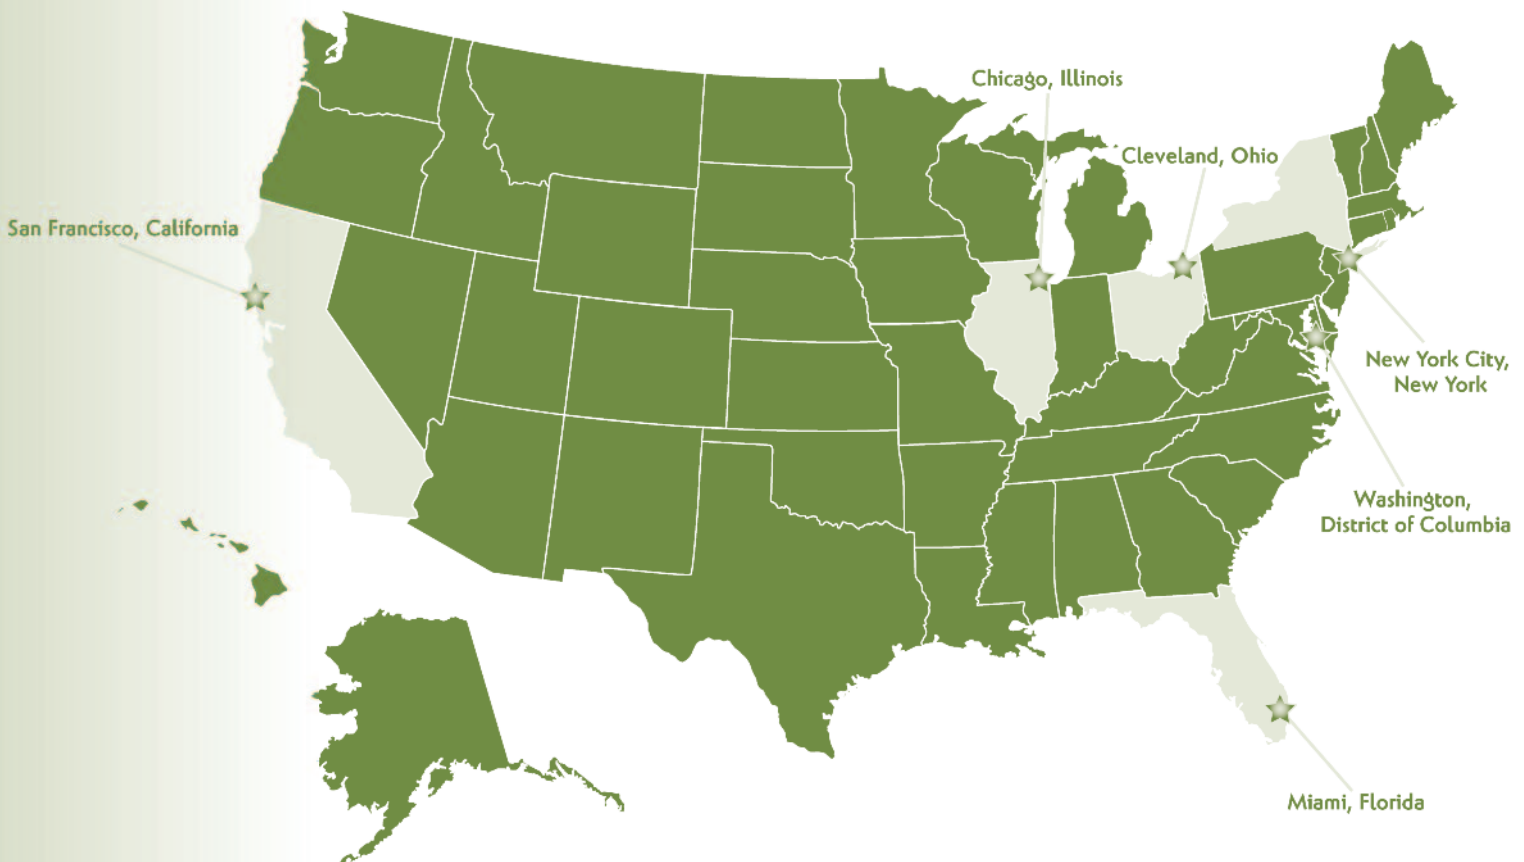 Chicago, Illinois
Cleveland, Ohio
San Francisco, California
New York City,
New York
Washington,
District of Columbia
Miami, Florida